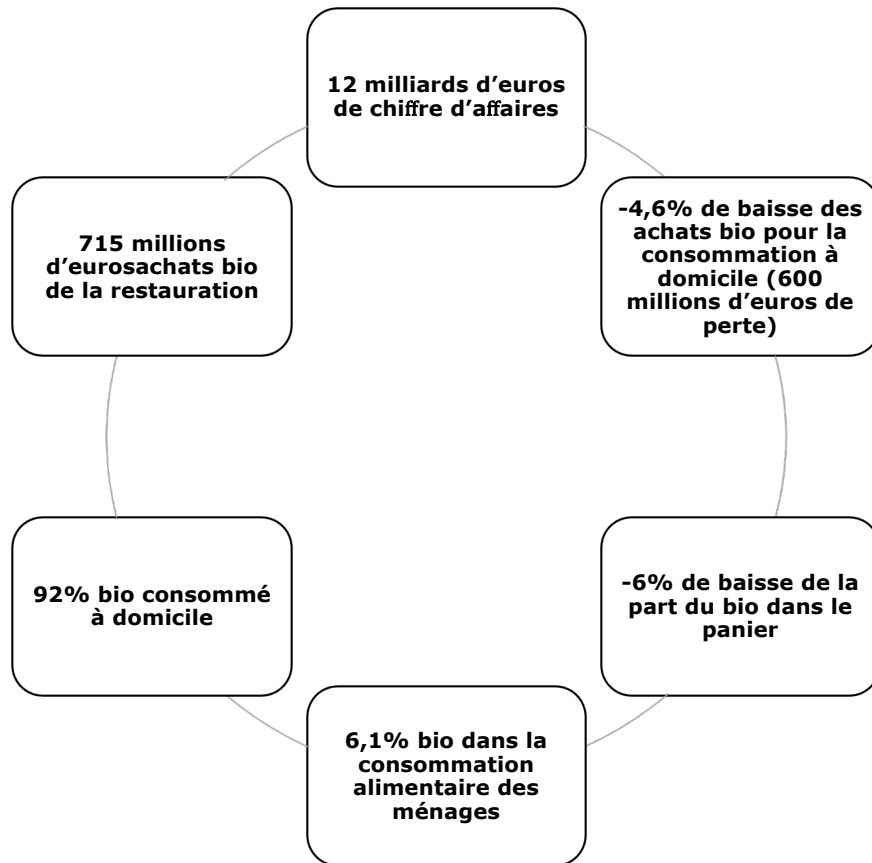 12 milliards d’euros
de chiffre d’affaires
-4,6% de baisse des
achats bio pour la
consommation à
domicile (600
millions d’euros de
perte)
-6% de baisse de la
part du bio dans le
panier
6,1% bio dans la
consommation
alimentaire des
ménages
92% bio consommé
à domicile
715 millions
d’eurosachats bio
de la restauration